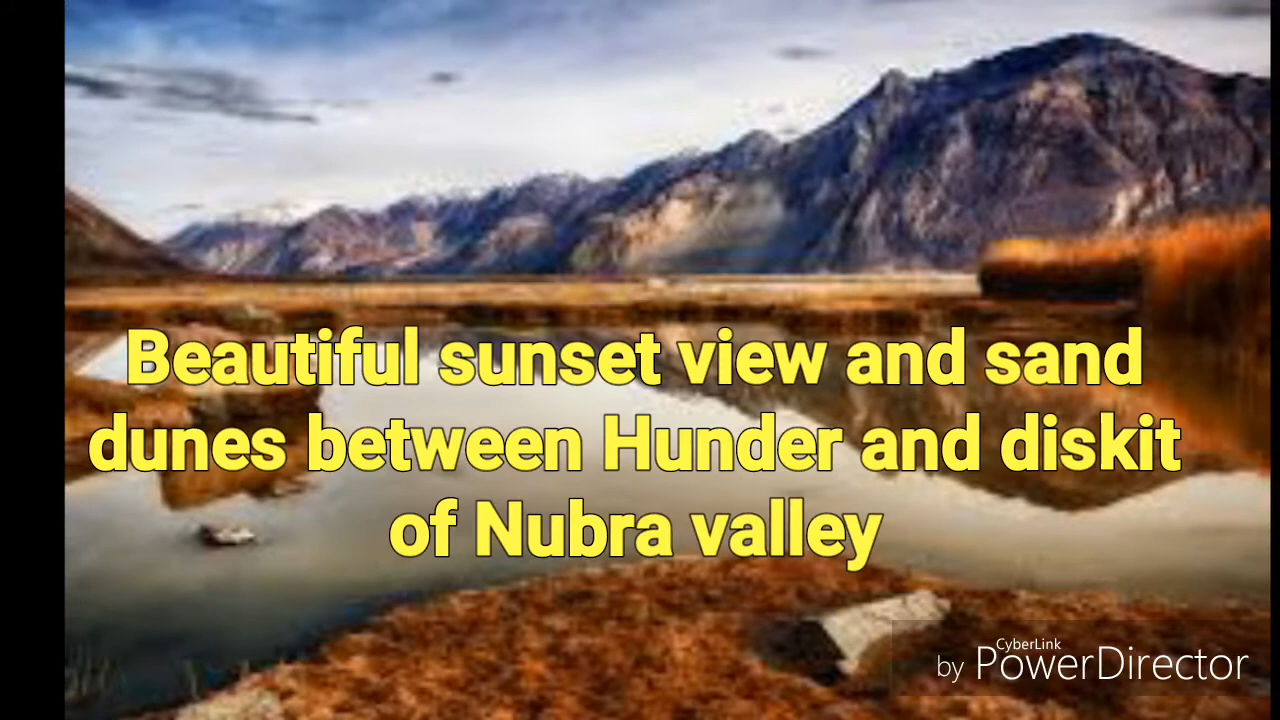 Beautiful sunset view and sand
dunes between Hunder and diskit
of Nubra valley
CyberLink
by PowerDirector